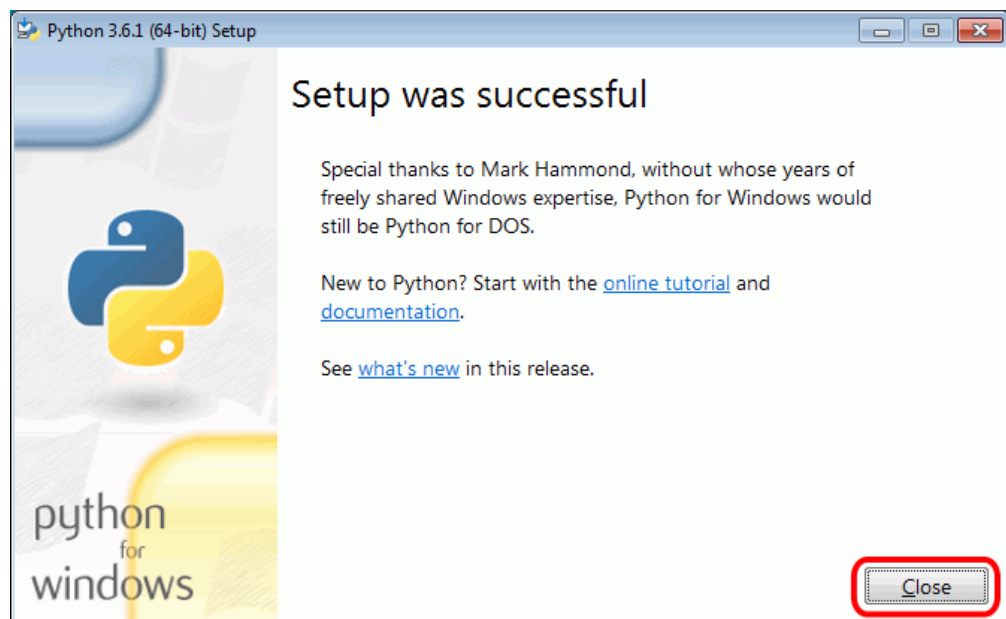 Python 3.6.1 (64-bit) Setup
Setup was successful
Special thanks to Mark Hammond, without whose years of
freely shared Windows expertise, Python for Windows would
still be Python for DOS.
New to Python? Start with the online tutorial and
documentation.
See what's new in this release.
python
for
windows
Close